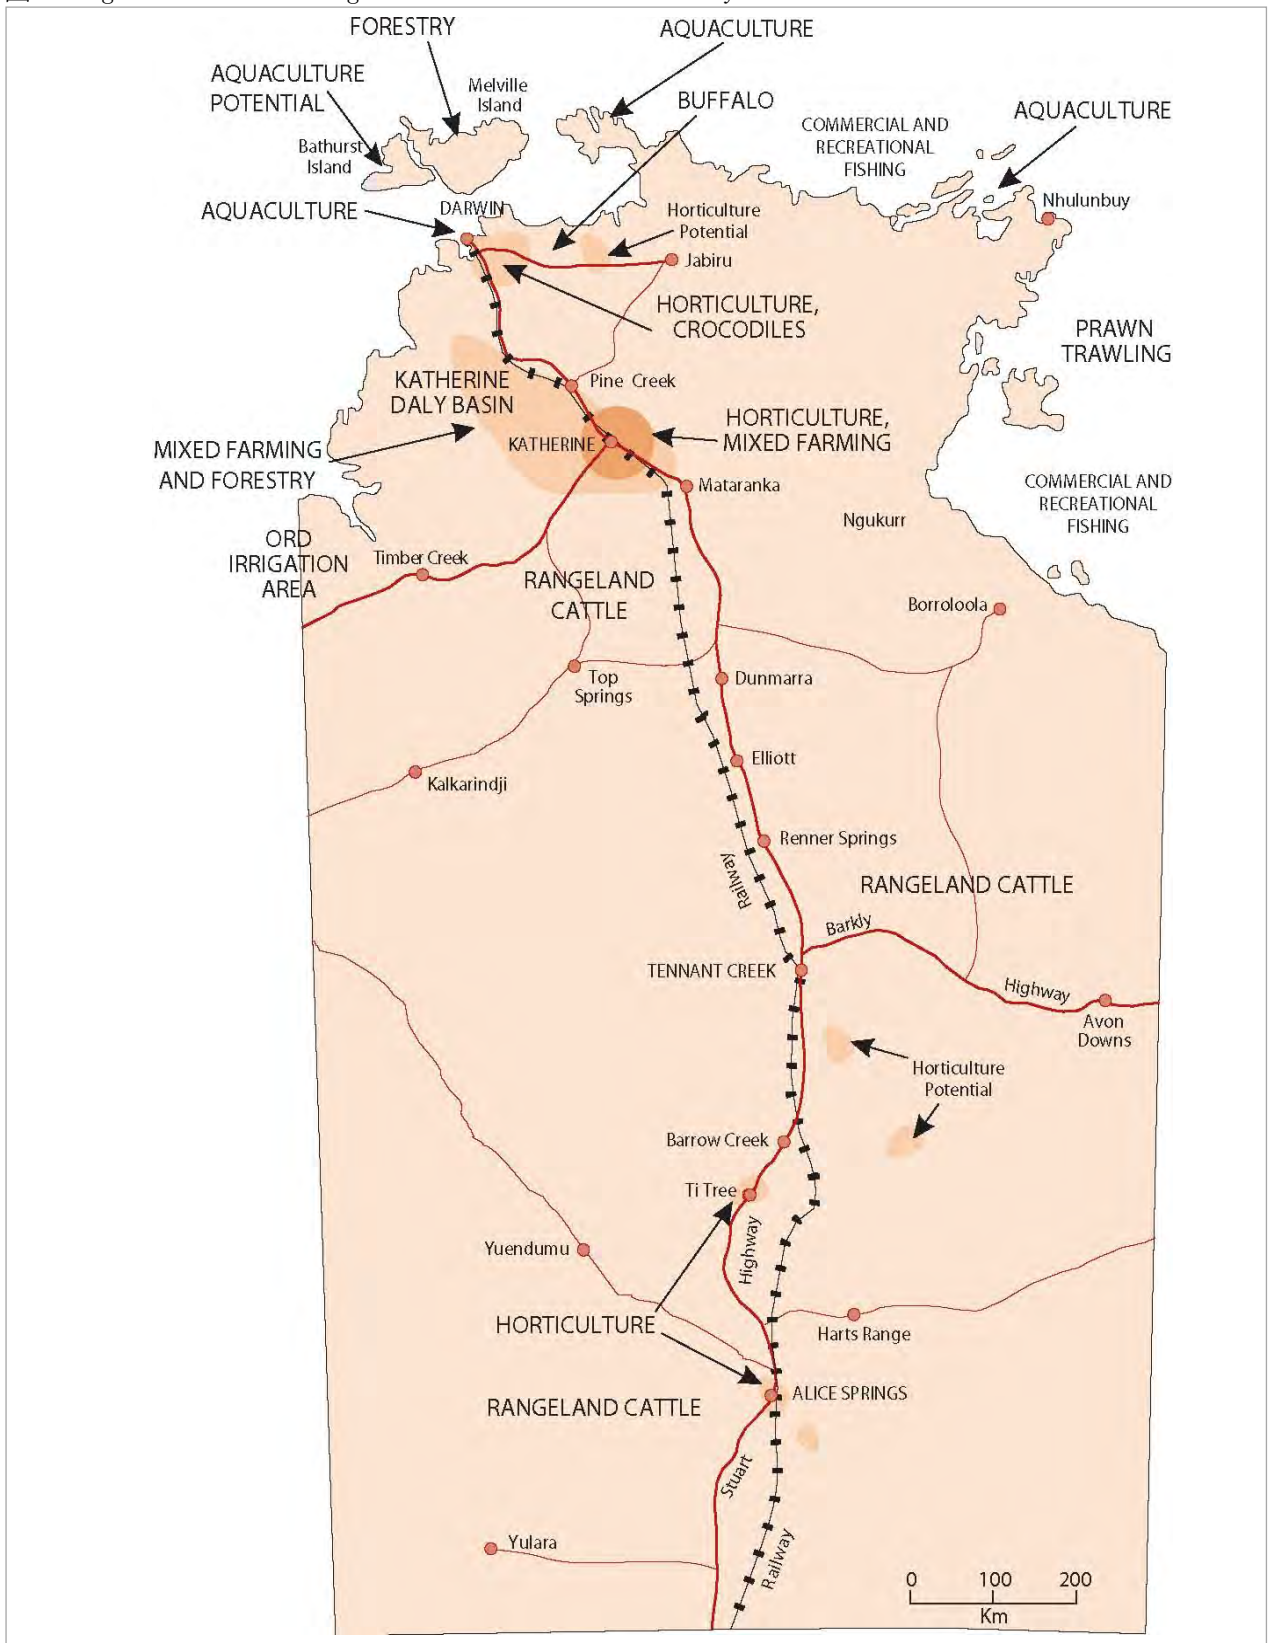 FORESTRY
AQUACULTURE
AQUACULTURE
POTENTIAL
Melville
Island
BUFFALO
AQUACULTURE
COMMERCIAL AND
RECREATIONAL
FISHING
Bathurst
Island
AQUACULTURE
DARWIN
Horticulture
Potential
Nhulunbuy
Jabiru
HORTICULTURE,
CROCODILES
PRAWN
TRAWLING
KATHERINE
DALY BASIN
Pine Creek
HORTICULTURE,
MIXED FARMING
MIXED FARMING
AND FORESTRY
KATHERINE
Mataranka
COMMERCIAL AND
RECREATIONAL
FISHING
Ngukurr
ORD
IRRIGATION
AREA
Timber Creek
RANGELAND
CATTLE
Borroloola
Top
Springs
Dunmarra
Elliott
Kalkarindji
Renner Springs
Railway
RANGELAND CATTLE
Barkly
TENNANT CREEK
Highway
Avon
Downs
Horticulture
Potential
Barrow Creek
Ti Tree
Highway
Yuendumu
HORTICULTURE
Harts Range
ALICE SPRINGS
RANGELAND CATTLE
Stuart
Yulara
Railway
0 100 200
Km